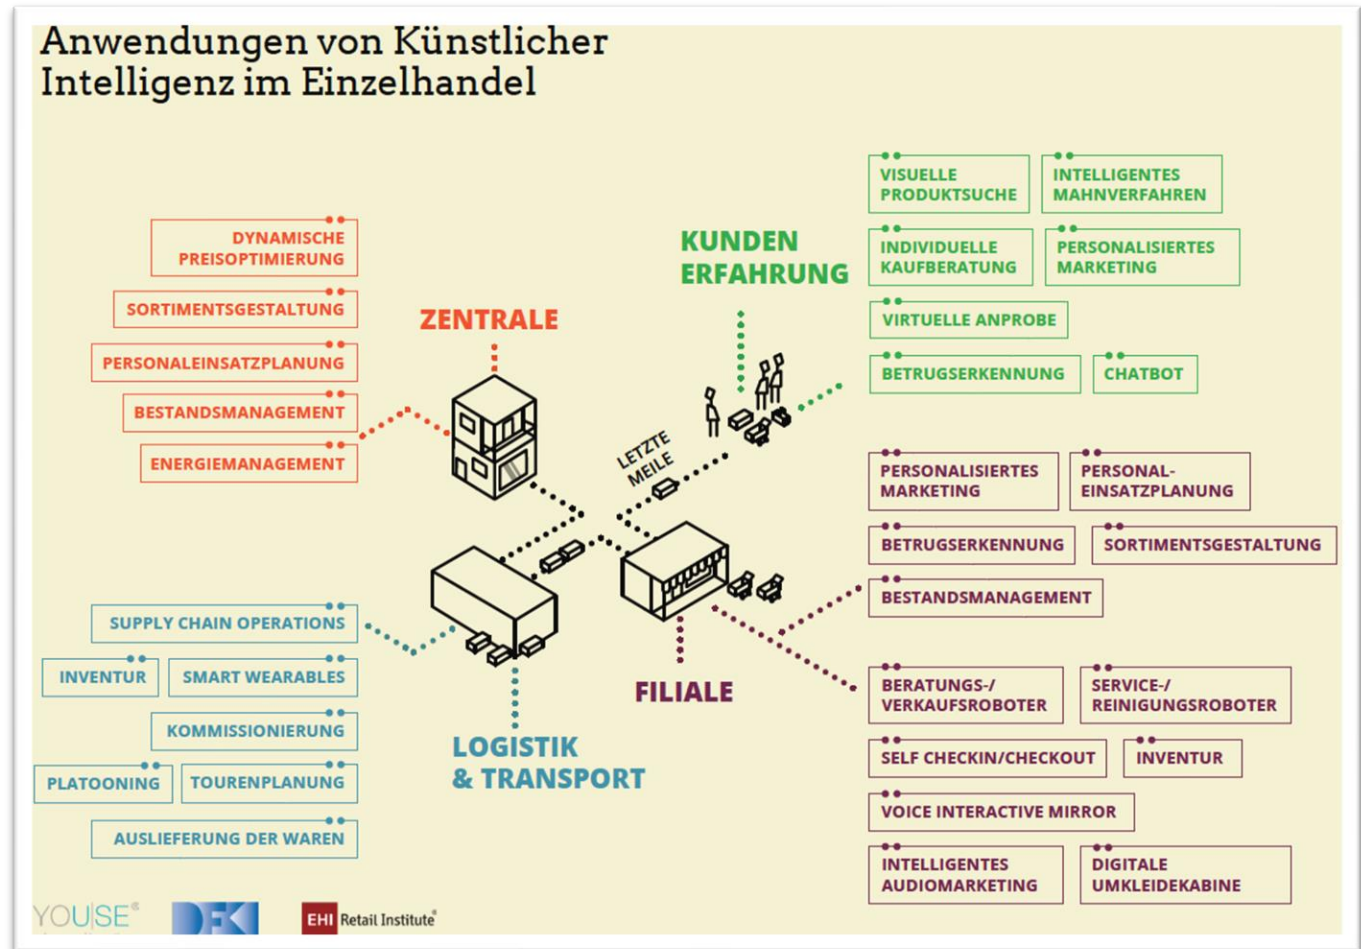 Anwendungen von Künstlicher
Intelligenz im Einzelhandel
DYNAMISCHE
PREISOPTIMIERUNG
SORTIMENTSGESTALTUNG
PERSONALEINSATZPLANUNG
BESTANDSMANAGEMENT
ENERGIEMANAGEMENT
ZENTRALE
KUNDEN
ERFAHRUNG
VISUELLE
PRODUKTSUCHE
INTELLIGENTES
MAHNVERFAHREN
INDIVIDUELLE
KAUFBERATUNG
PERSONALISIERTES
MARKETING
VIRTUELLE ANPROBE
BETRUGSERKENNUNG
CHATBOT
LETZTE
MEILE
PERSONALISIERTES
MARKETING
PERSONAL-
EINSATZPLANUNG
BETRUGSERKENNUNG
SORTIMENTSGESTALTUNG
BESTANDSMANAGEMENT
FILIALE
BERATUNGS-/
VERKAUFSROBOTER
SERVICE-/
REINIGUNGSROBOTER
SELF CHECKIN/CHECKOUT
INVENTUR
VOICE INTERACTIVE MIRROR
INTELLIGENTES
AUDIOMARKETING
DIGITALE
UMKLEIDEKABINE
SUPPLY CHAIN OPERATIONS
INVENTUR
SMART WEARABLES
KOMMISSIONIERUNG
PLATOONING
TOURENPLANUNG
AUSLIEFERUNG DER WAREN
LOGISTIK
& TRANSPORT
YOU|SE®
DFK
EHI Retail Institute®